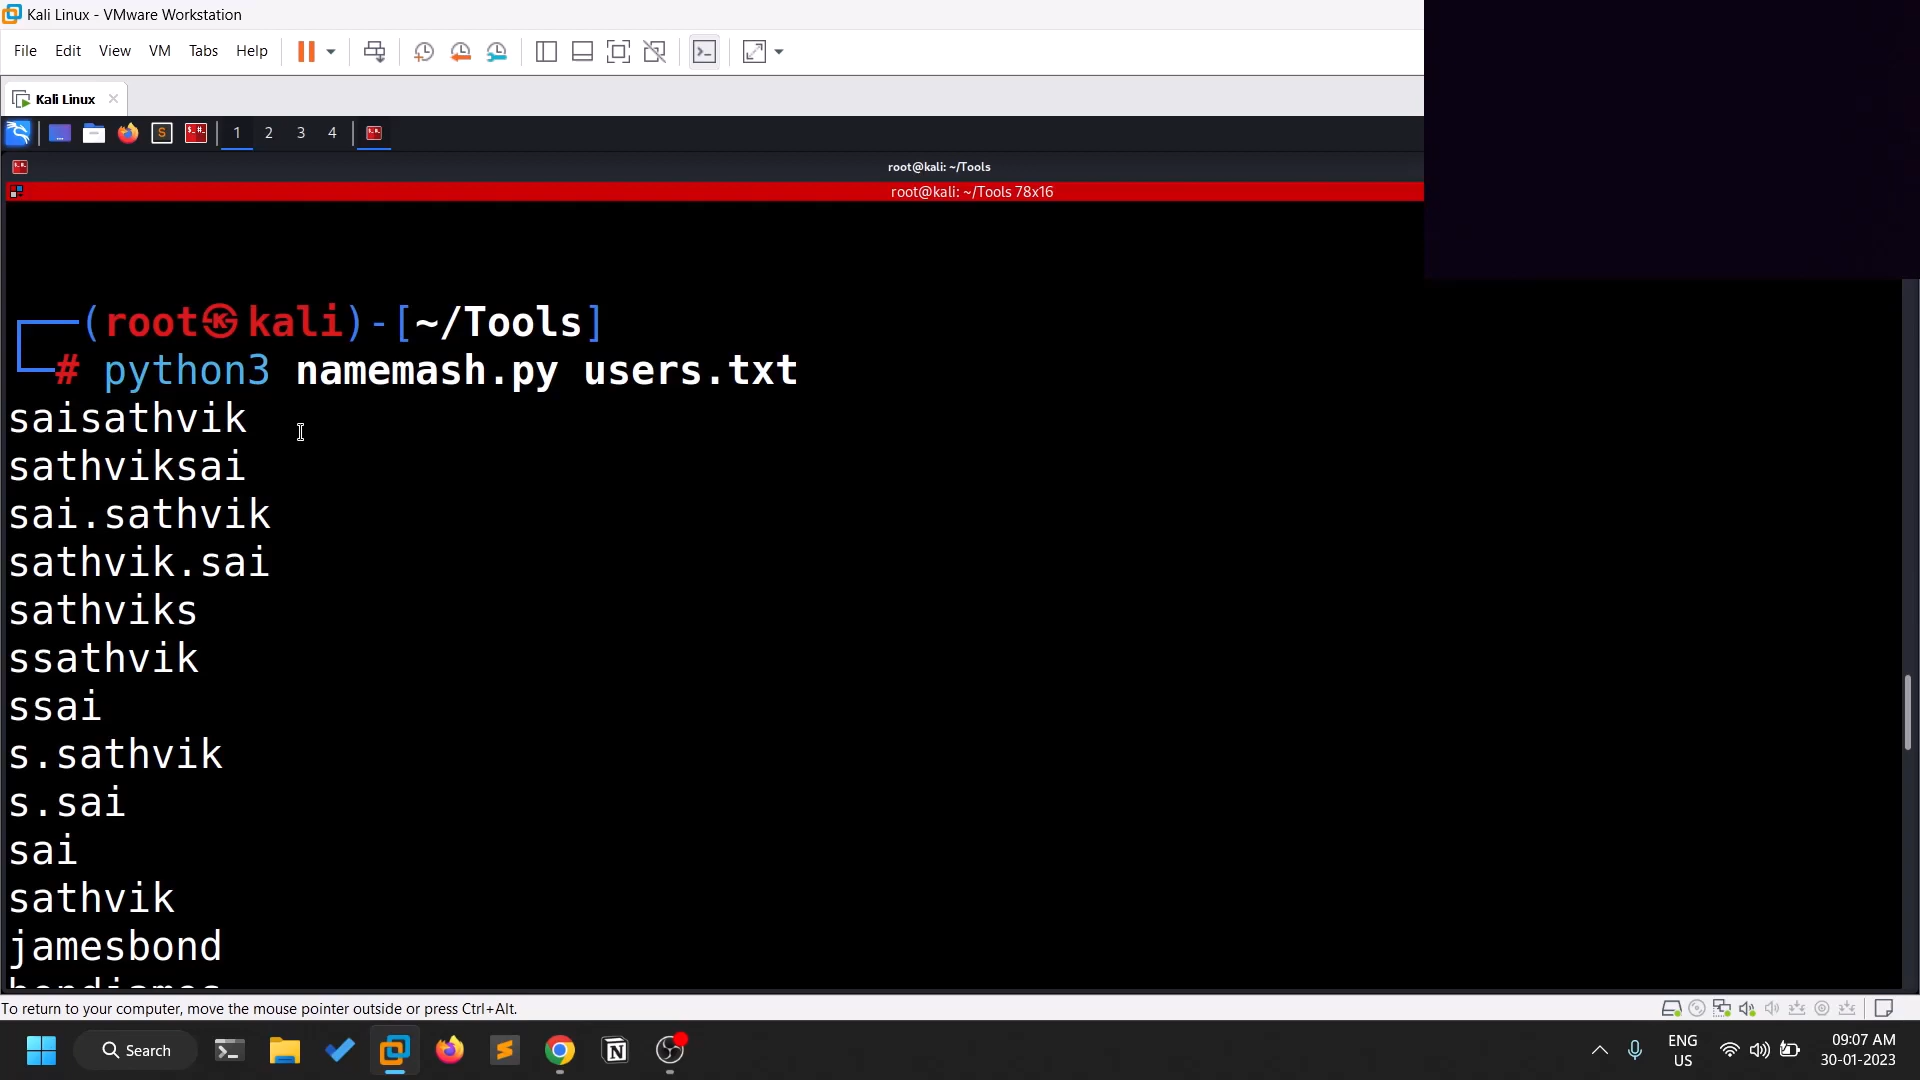 Kali Linux - VMware Workstation
File Edit View VM Tabs Help
Kali Linux
1 2 3 4
root@kali: ~/Tools
root@kali: ~/Tools 78x16
(root㉿kali)-[~/Tools]
# python3 namemash.py users.txt
saisathvik
sathviksai
sai.sathvik
sathvik.sai
sathviks
ssathvik
ssai
s.sathvik
s.sai
sai
sathvik
jamesbond
To return to your computer, move the mouse pointer outside or press Ctrl+Alt.
Search
ENG
US
09:07 AM
30-01-2023